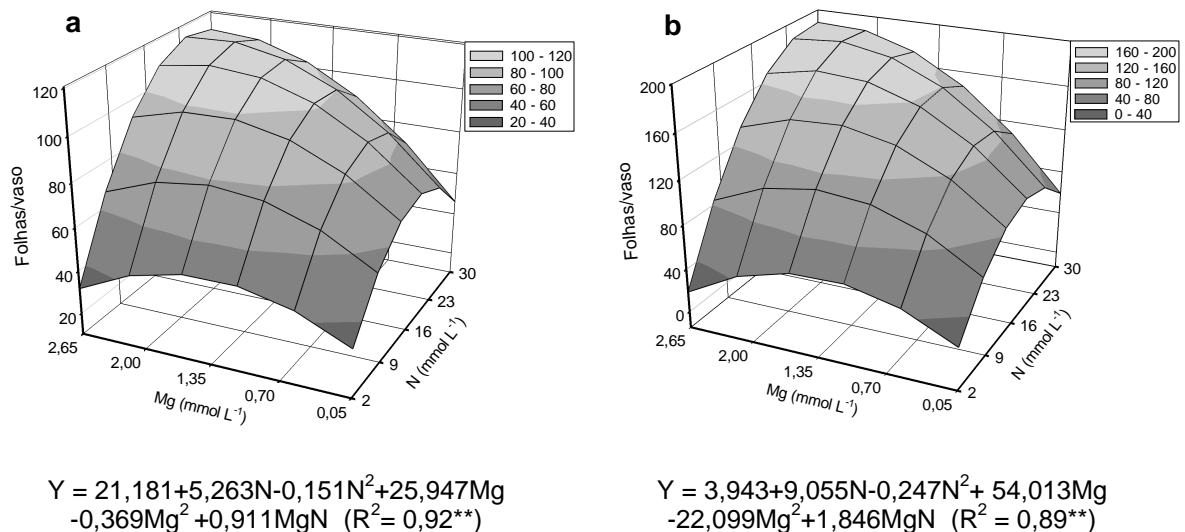 a
100 - 120
80 - 100
60 - 80
40 - 60
20 - 40
120
100
80
60
40
20
Folhas/vaso
2,65
2,00
1,35
0,70
0,05
Mg (mmol L⁻¹)
30
23
16
9
2
N (mmol L⁻¹)
Y = 21,181+5,263N-0,151N²+25,947Mg
-0,369Mg² +0,911MgN (R²= 0,92**)
b
160 - 200
120 - 160
80 - 120
40 - 80
0 - 40
200
160
120
80
40
0
Folhas/vaso
2,65
2,00
1,35
0,70
0,05
Mg (mmol L⁻¹)
30
23
16
9
2
N (mmol L⁻¹)
Y = 3,943+9,055N-0,247N²+ 54,013Mg
-22,099Mg²+1,846MgN (R²= 0,89**)